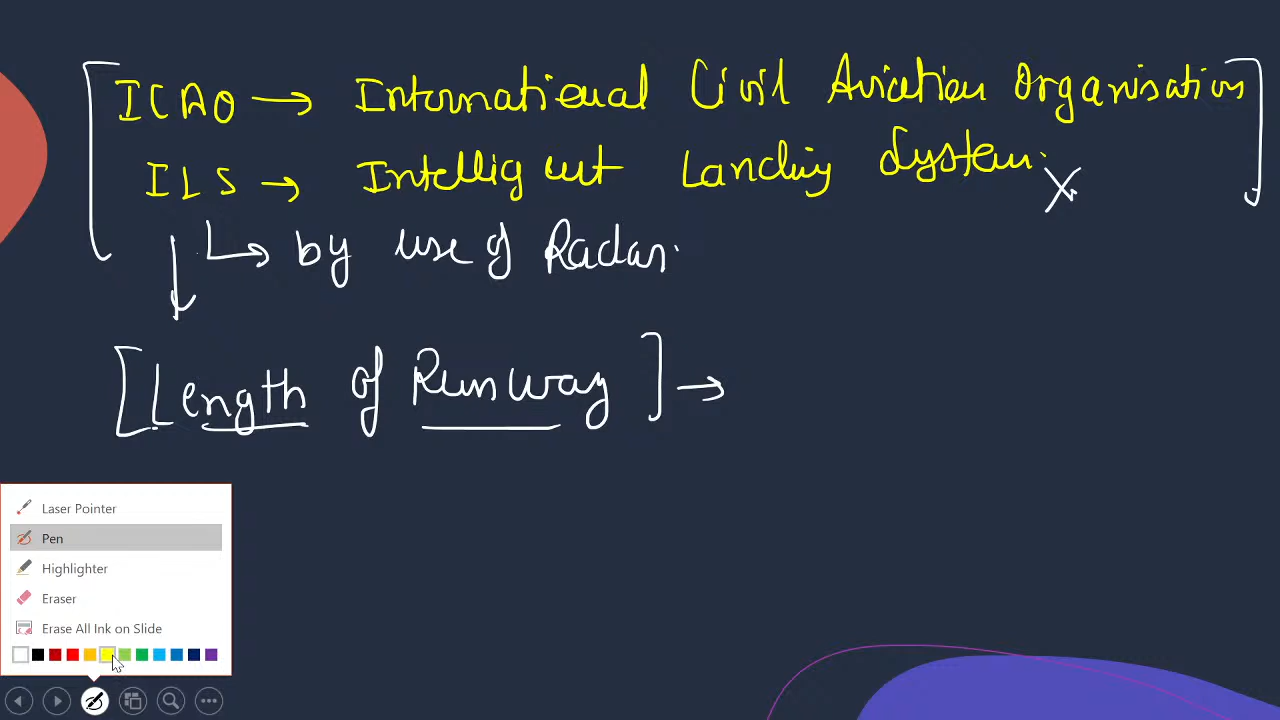 ICAO → International Civil Aviation Organisation
ILS → Intelligent Landing System. X
↳ by use of Radar.
[Length of Runway] →
Laser Pointer
Pen
Highlighter
Eraser
Erase All Ink on Slide